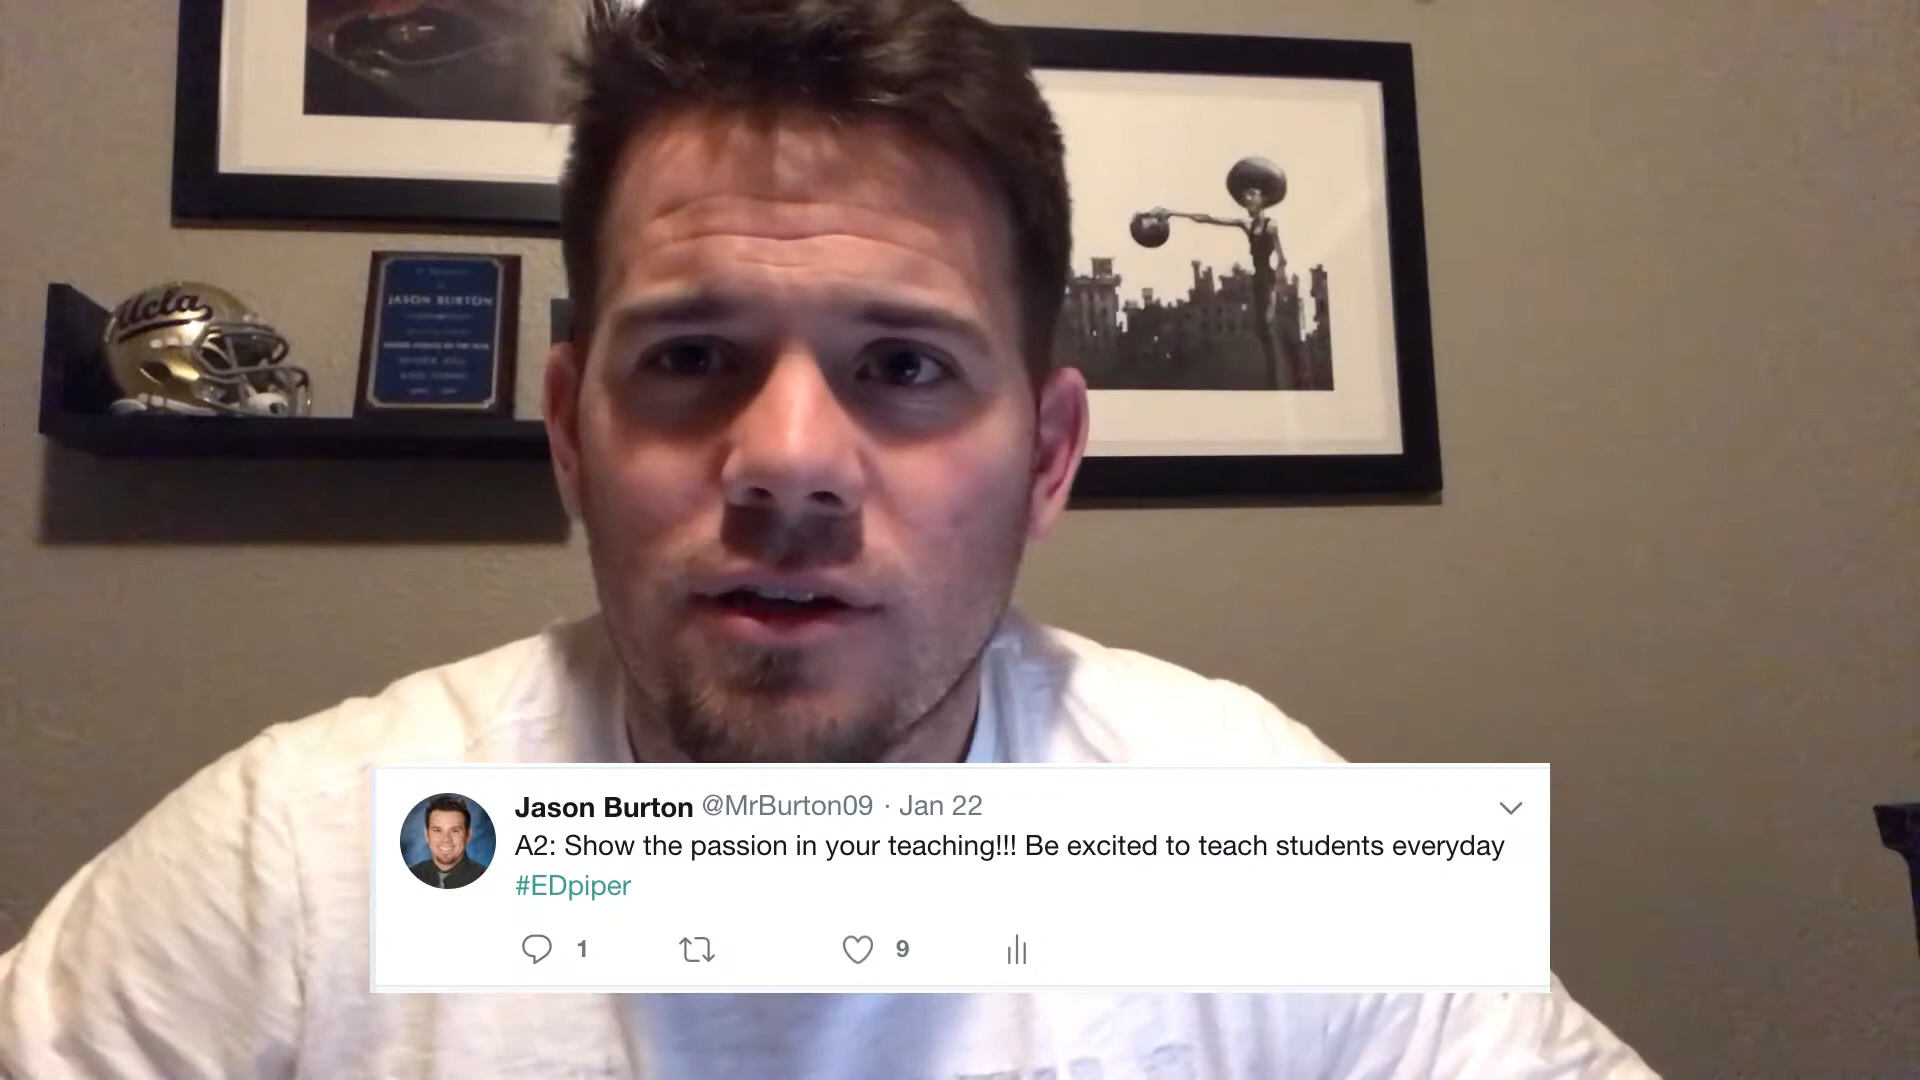 ucla
JASON BURTON
Jason Burton @MrBurton09 · Jan 22
A2: Show the passion in your teaching!!! Be excited to teach students everyday
#EDpiper
1 9